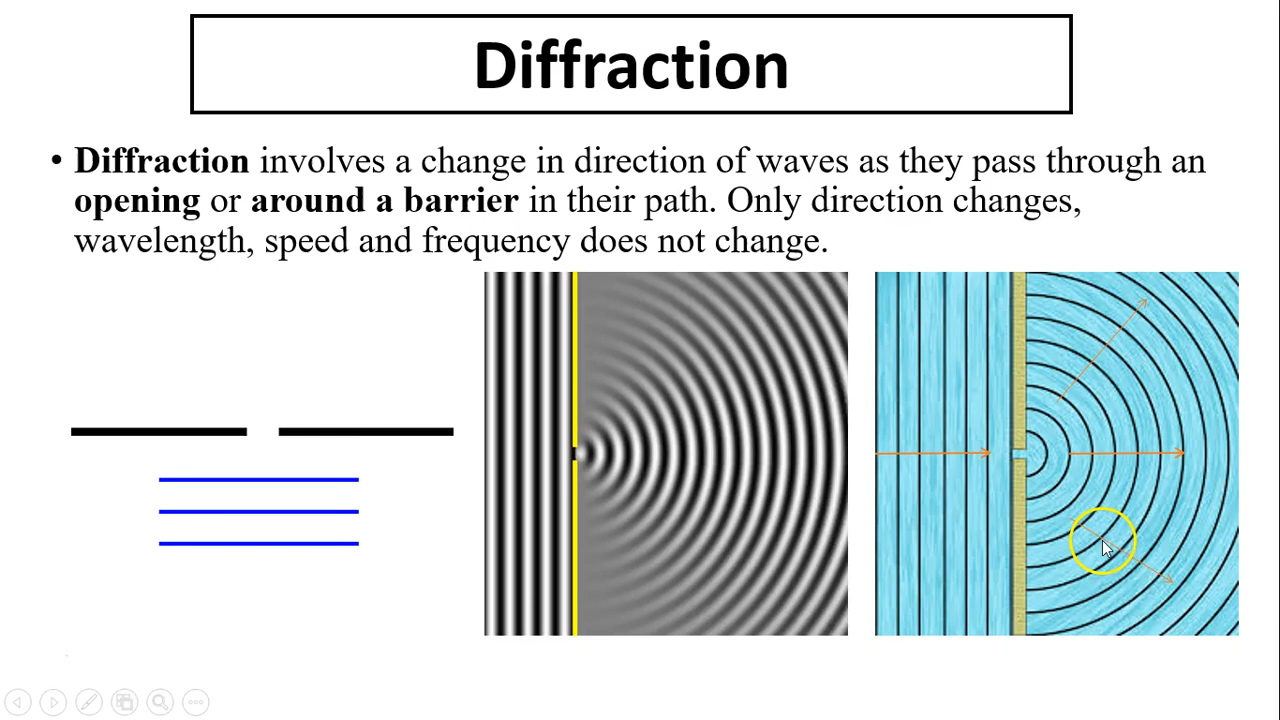 Diffraction
• Diffraction involves a change in direction of waves as they pass through an
opening or around a barrier in their path. Only direction changes,
wavelength, speed and frequency does not change.